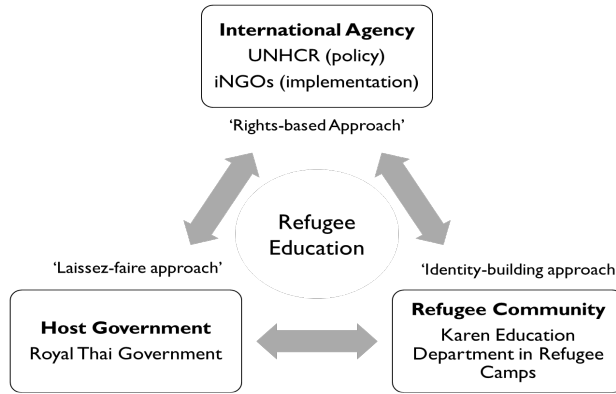 International Agency
UNHCR (policy)
iNGOs (implementation)
‘Rights-based Approach’
Refugee
Education
‘Laissez-faire approach’
‘Identity-building approach
Host Government
Royal Thai Government
Refugee Community
Karen Education
Department in Refugee
Camps